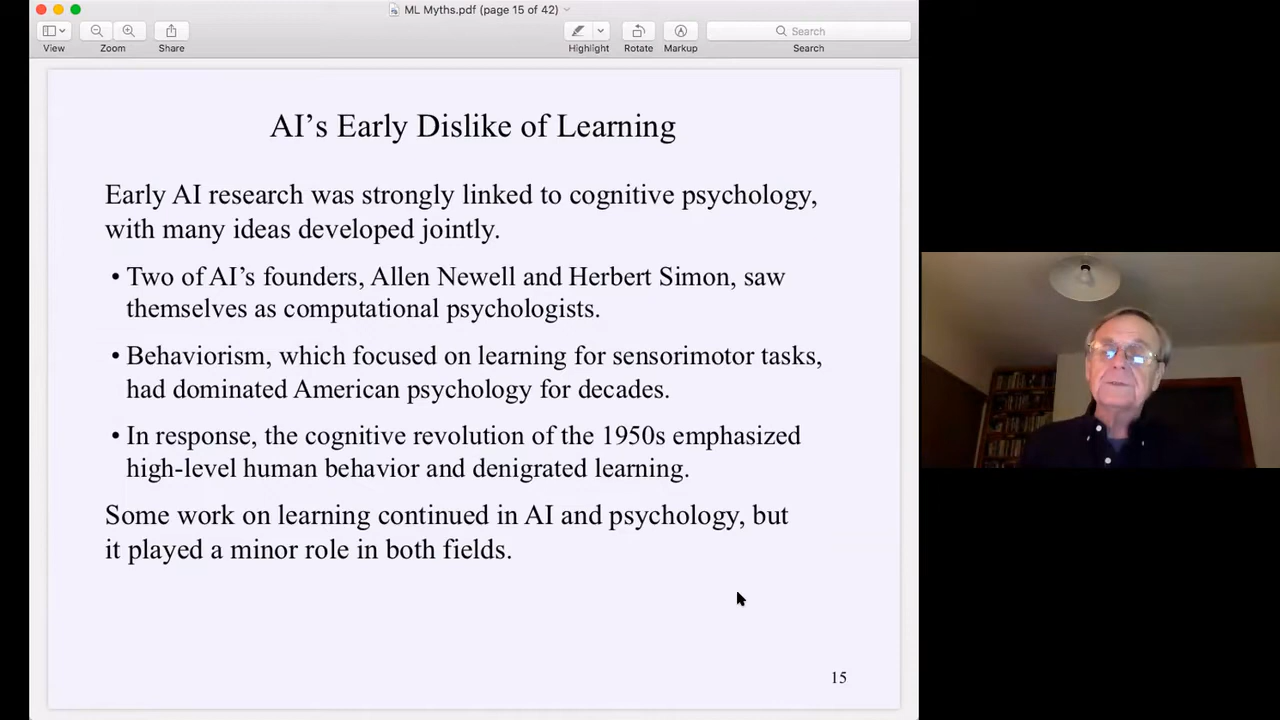 ML Myths.pdf (page 15 of 42)
View
Zoom
Share
Highlight
Rotate
Markup
Search
Search
AI's Early Dislike of Learning
Early AI research was strongly linked to cognitive psychology,
with many ideas developed jointly.
• Two of AI's founders, Allen Newell and Herbert Simon, saw
themselves as computational psychologists.
• Behaviorism, which focused on learning for sensorimotor tasks,
had dominated American psychology for decades.
• In response, the cognitive revolution of the 1950s emphasized
high-level human behavior and denigrated learning.
Some work on learning continued in AI and psychology, but
it played a minor role in both fields.
15